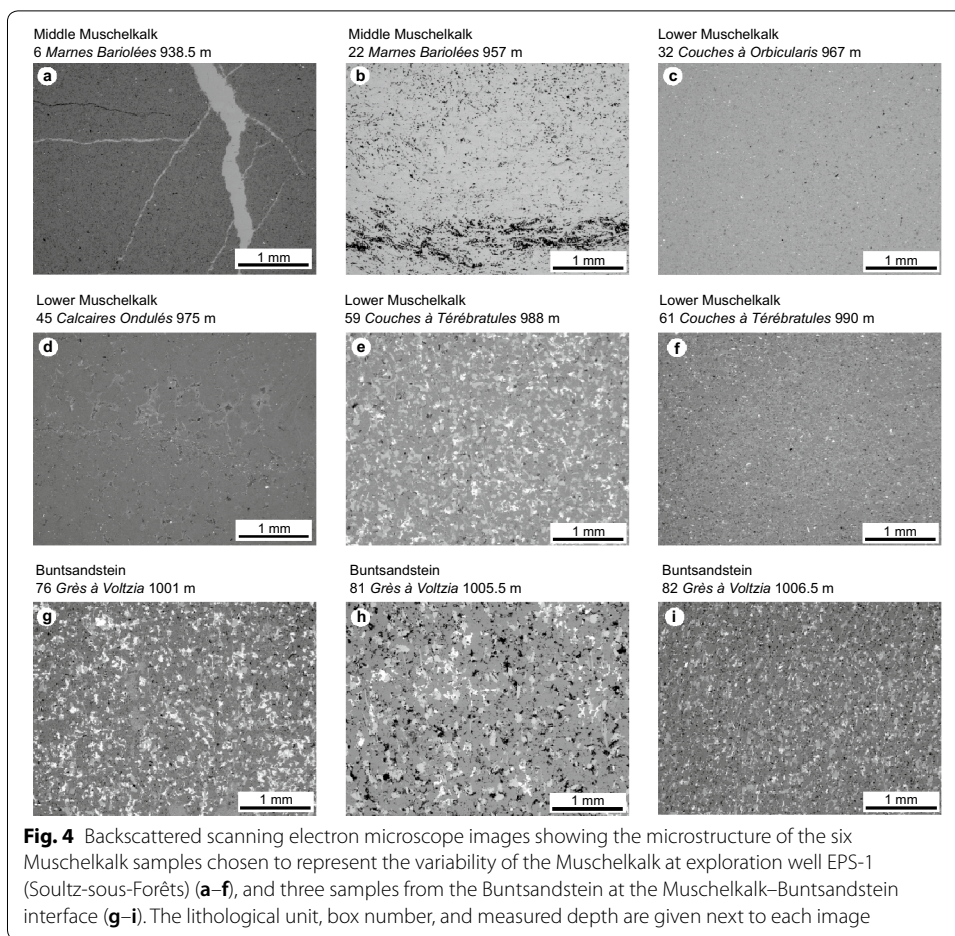 Middle Muschelkalk
6 Marnes Bariolées 938.5 m
Middle Muschelkalk
22 Marnes Bariolées 957 m
Lower Muschelkalk
32 Couches à Orbicularis 967 m
a
1 mm
b
1 mm
c
1 mm
Lower Muschelkalk
45 Calcaires Ondulés 975 m
Lower Muschelkalk
59 Couches à Térébratules 988 m
Lower Muschelkalk
61 Couches à Térébratules 990 m
d
1 mm
e
1 mm
f
1 mm
Buntsandstein
76 Grès à Voltzia 1001 m
Buntsandstein
81 Grès à Voltzia 1005.5 m
Buntsandstein
82 Grès à Voltzia 1006.5 m
g
1 mm
h
1 mm
i
1 mm
Fig. 4 Backscattered scanning electron microscope images showing the microstructure of the six
Muschelkalk samples chosen to represent the variability of the Muschelkalk at exploration well EPS-1
(Soultz-sous-Forêts) (a–f), and three samples from the Buntsandstein at the Muschelkalk–Buntsandstein
interface (g–i). The lithological unit, box number, and measured depth are given next to each image